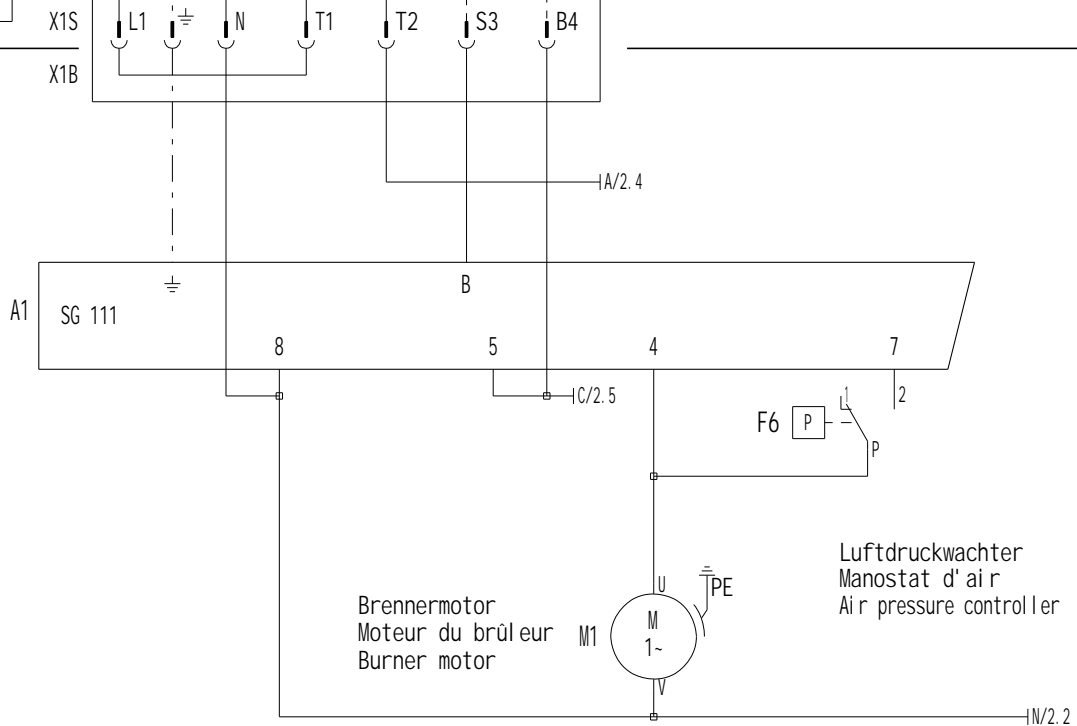 X1S L1 N T1 T2 S3 B4
X1B
A/2.4
B
A1 SG 111
8 5 4 7
C/2.5
1 2
F6 P
P
Luftdruckwachter
Manostat d'air
Air pressure controller
U PE
Brennermotor
Moteur du brûleur
Burner motor
M1 M
1~
V
N/2.2